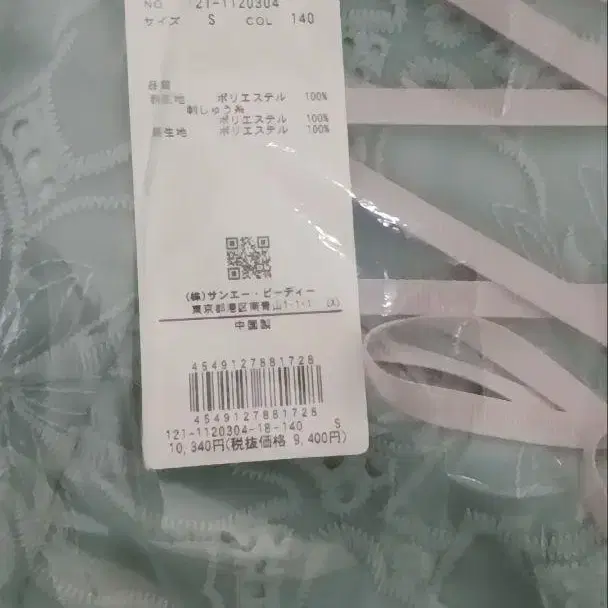 NO 121-1120304
サイズ S COL 140
品質
表生地 ポリエステル 100%
刺しゅう糸
ポリエステル 100%
裏生地 ポリエステル 100%
(株)サンエー・ビーディー
東京都港区南青山1-1-1 (X)
中国製
4549127881728
4549127881728
121-1120304-18-140 S
10,340円(税抜価格 9,400円)